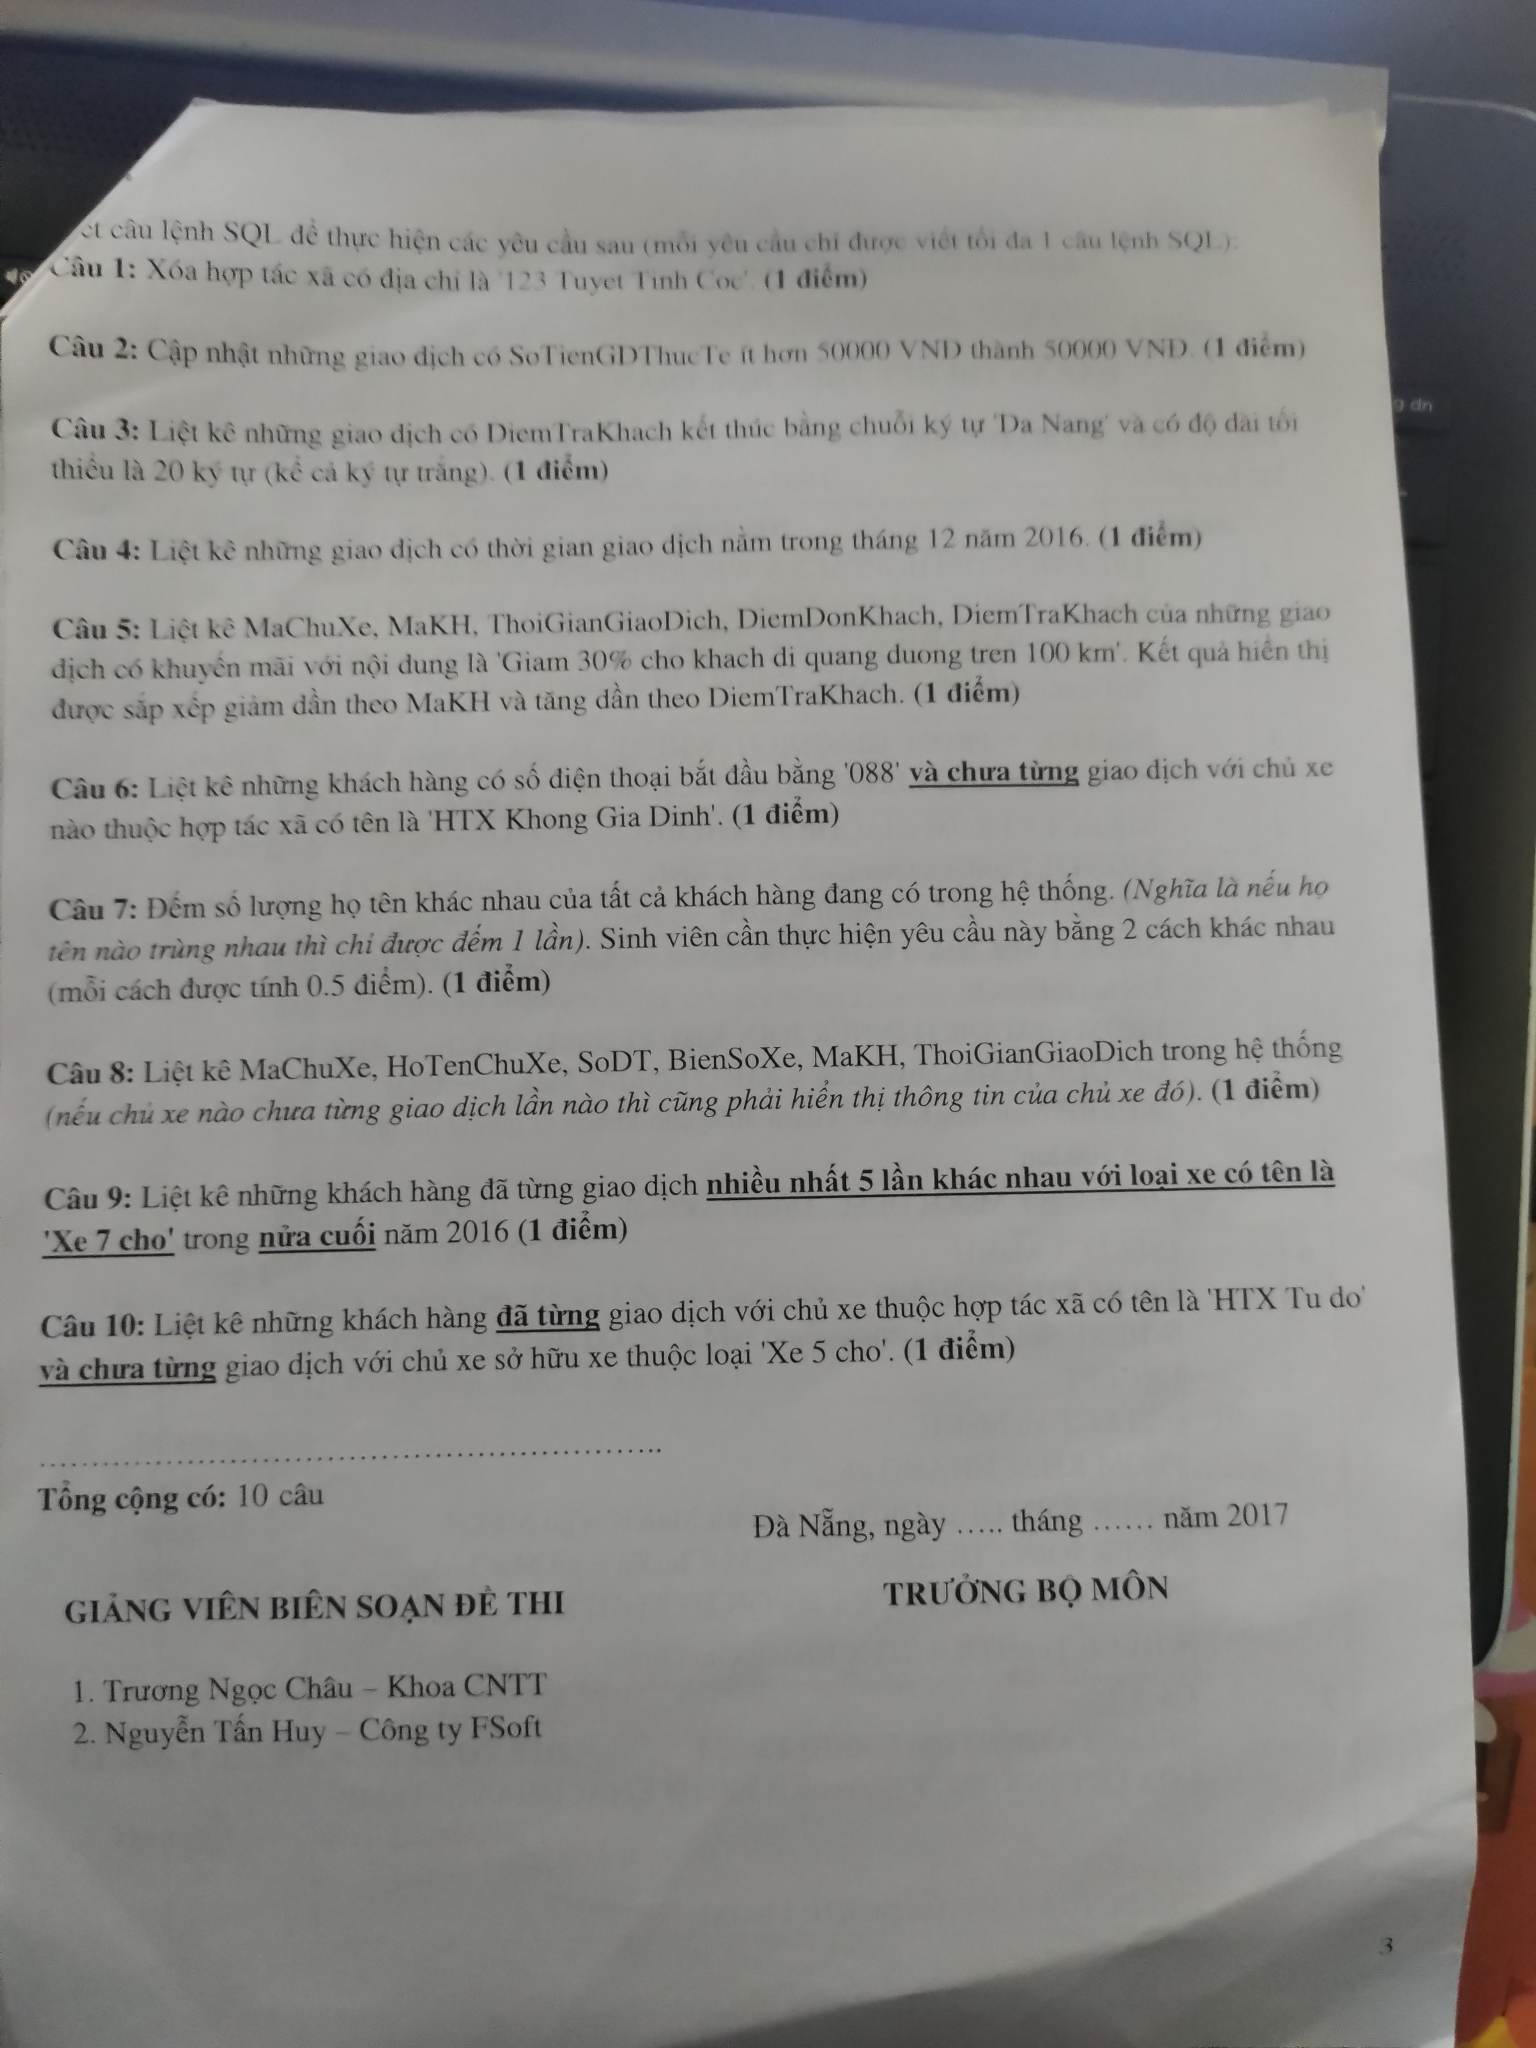 ết câu lệnh SQL để thực hiện các yêu cầu sau (mỗi yêu cầu chỉ được viết tối đa 1 câu lệnh SQL):
Câu 1: Xóa hợp tác xã có địa chỉ là '123 Tuyet Tinh Coc'. (1 điểm)
Câu 2: Cập nhật những giao dịch có SoTienGDThucTe ít hơn 50000 VND thành 50000 VND. (1 điểm)
Câu 3: Liệt kê những giao dịch có DiemTraKhach kết thúc bằng chuỗi ký tự 'Da Nang' và có độ dài tối
thiểu là 20 ký tự (kể cả ký tự trắng). (1 điểm)
Câu 4: Liệt kê những giao dịch có thời gian giao dịch nằm trong tháng 12 năm 2016. (1 điểm)
Câu 5: Liệt kê MaChuXe, MaKH, ThoiGianGiaoDich, DiemDonKhach, DiemTraKhach của những giao
dịch có khuyến mãi với nội dung là 'Giam 30% cho khach di quang duong tren 100 km'. Kết quả hiển thị
được sắp xếp giảm dần theo MaKH và tăng dần theo DiemTraKhach. (1 điểm)
Câu 6: Liệt kê những khách hàng có số điện thoại bắt đầu bằng '088' và chưa từng giao dịch với chủ xe
nào thuộc hợp tác xã có tên là 'HTX Khong Gia Dinh'. (1 điểm)
Câu 7: Đếm số lượng họ tên khác nhau của tất cả khách hàng đang có trong hệ thống. (Nghĩa là nếu họ
tên nào trùng nhau thì chỉ được đếm 1 lần). Sinh viên cần thực hiện yêu cầu này bằng 2 cách khác nhau
(mỗi cách được tính 0.5 điểm). (1 điểm)
Câu 8: Liệt kê MaChuXe, HoTenChuXe, SoDT, BienSoXe, MaKH, ThoiGianGiaoDich trong hệ thống
(nếu chủ xe nào chưa từng giao dịch lần nào thì cũng phải hiển thị thông tin của chủ xe đó). (1 điểm)
Câu 9: Liệt kê những khách hàng đã từng giao dịch nhiều nhất 5 lần khác nhau với loại xe có tên là
'Xe 7 cho' trong nửa cuối năm 2016 (1 điểm)
Câu 10: Liệt kê những khách hàng đã từng giao dịch với chủ xe thuộc hợp tác xã có tên là 'HTX Tu do'
và chưa từng giao dịch với chủ xe sở hữu xe thuộc loại 'Xe 5 cho'. (1 điểm)
Tổng cộng có: 10 câu
Đà Nẵng, ngày ..... tháng ...... năm 2017
GIẢNG VIÊN BIÊN SOẠN ĐỀ THI
TRƯỞNG BỘ MÔN
1. Trương Ngọc Châu – Khoa CNTT
2. Nguyễn Tấn Huy – Công ty FSoft
3